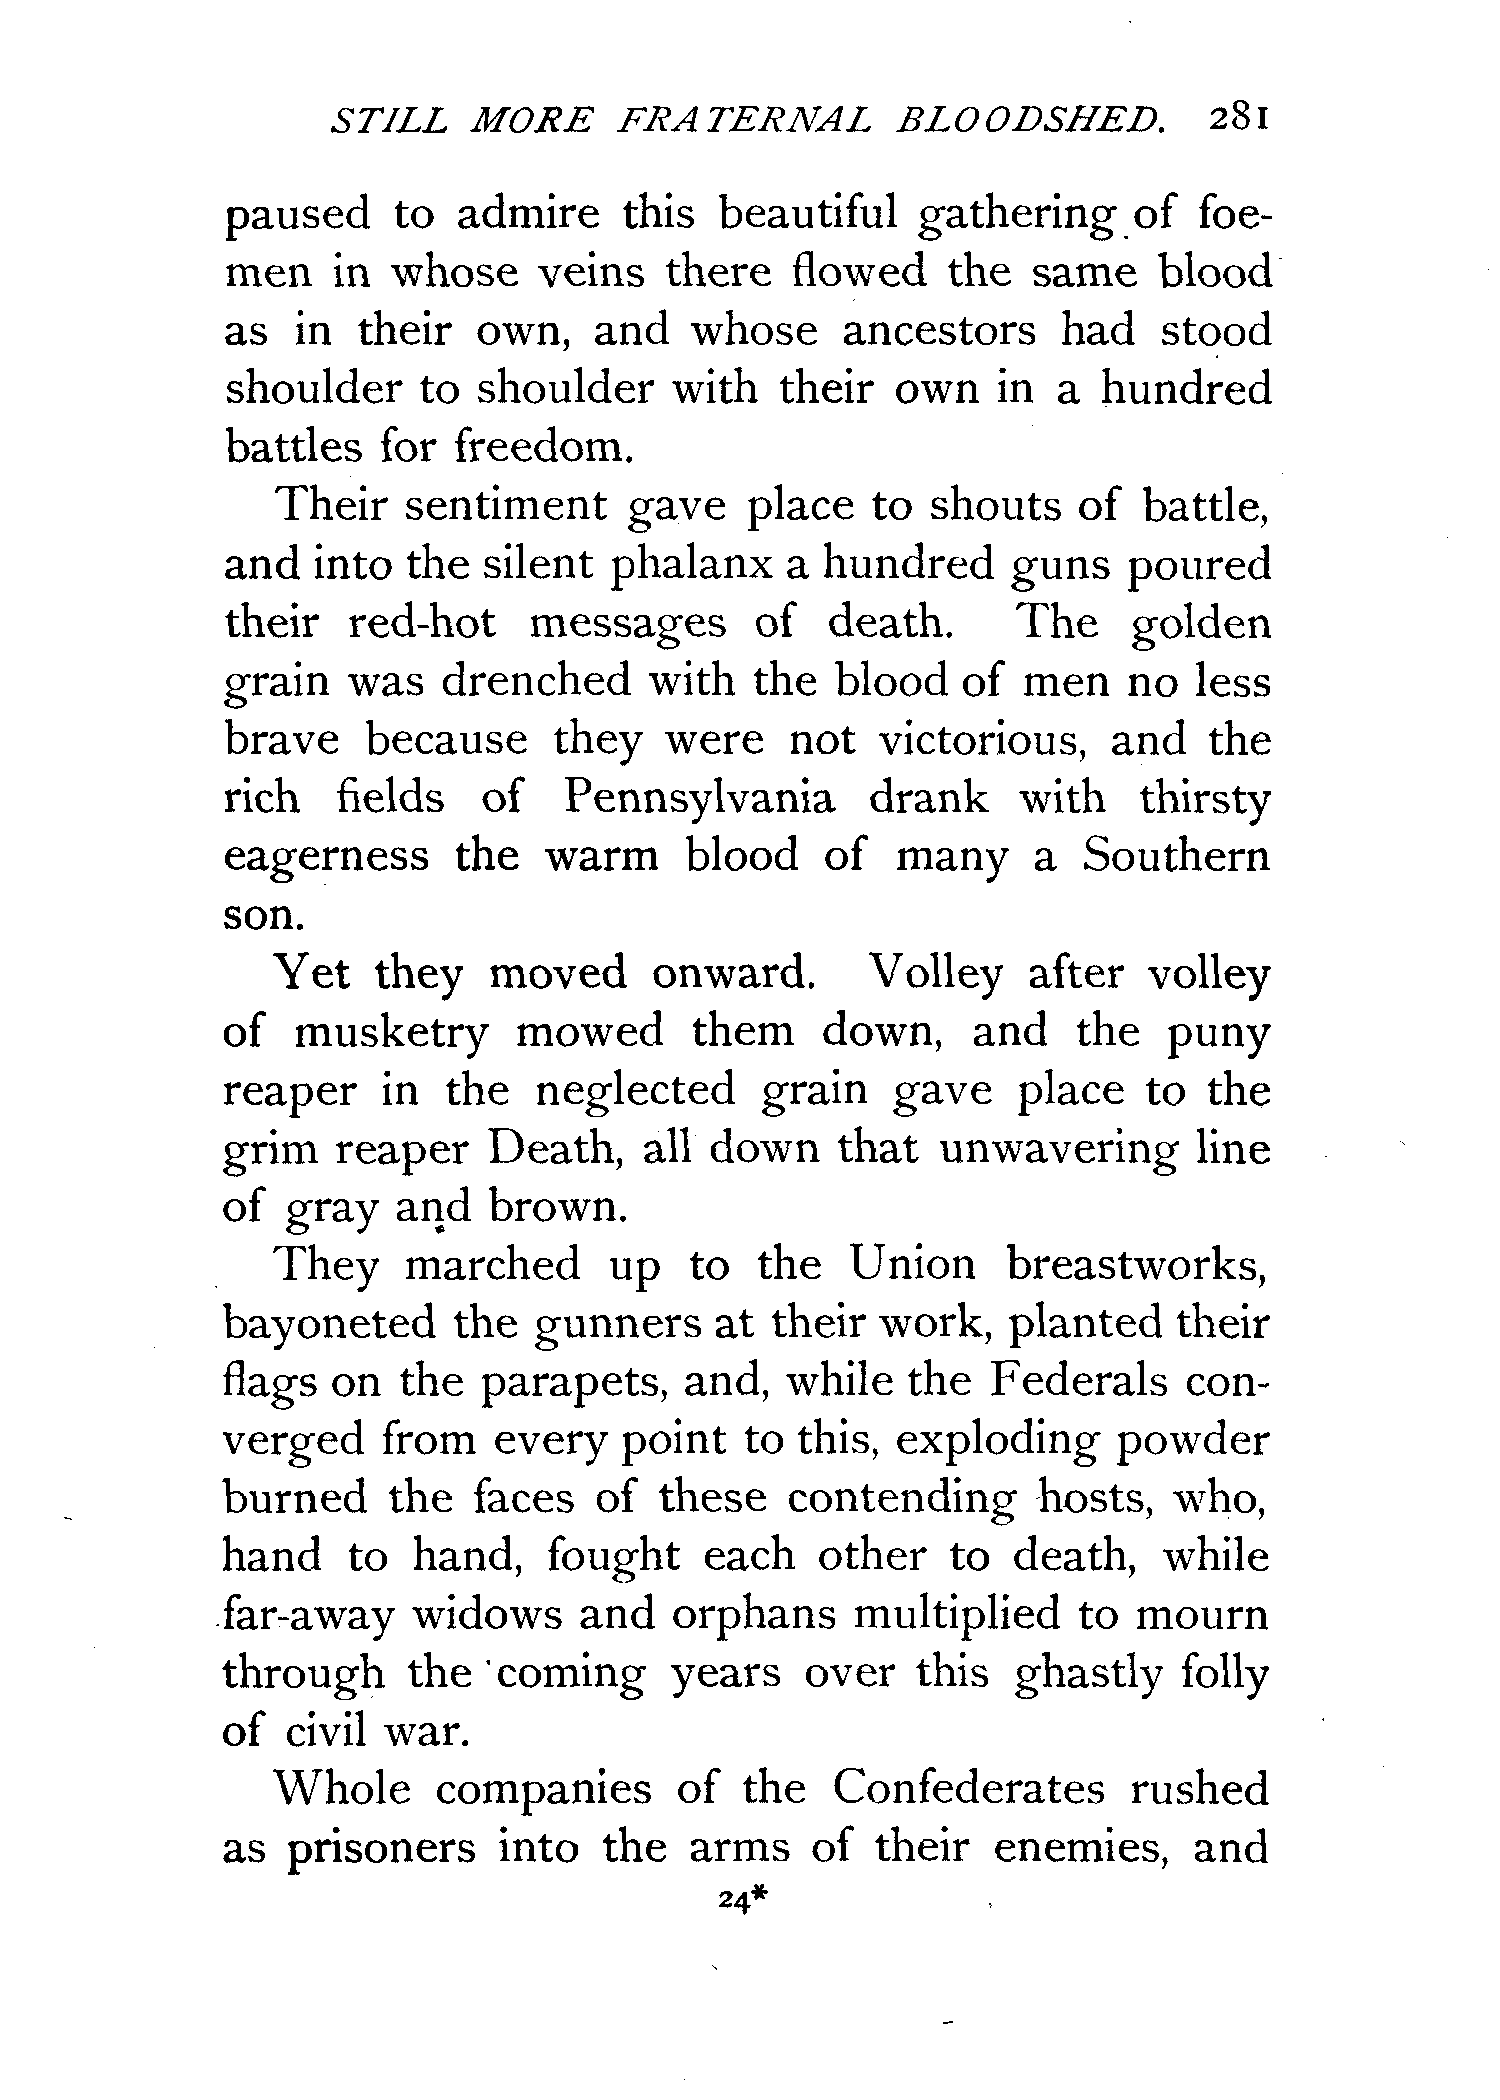 STILL MORE FRATERNAL BLOODSHED. 281
paused to admire this beautiful gathering of foe-
men in whose veins there flowed the same blood
as in their own, and whose ancestors had stood
shoulder to shoulder with their own in a hundred
battles for freedom.
Their sentiment gave place to shouts of battle,
and into the silent phalanx a hundred guns poured
their red-hot messages of death. The golden
grain was drenched with the blood of men no less
brave because they were not victorious, and the
rich fields of Pennsylvania drank with thirsty
eagerness the warm blood of many a Southern
son.
Yet they moved onward. Volley after volley
of musketry mowed them down, and the puny
reaper in the neglected grain gave place to the
grim reaper Death, all down that unwavering line
of gray and brown.
They marched up to the Union breastworks,
bayoneted the gunners at their work, planted their
flags on the parapets, and, while the Federals con-
verged from every point to this, exploding powder
burned the faces of these contending hosts, who,
hand to hand, fought each other to death, while
far-away widows and orphans multiplied to mourn
through the coming years over this ghastly folly
of civil war.
Whole companies of the Confederates rushed
as prisoners into the arms of their enemies, and
24*